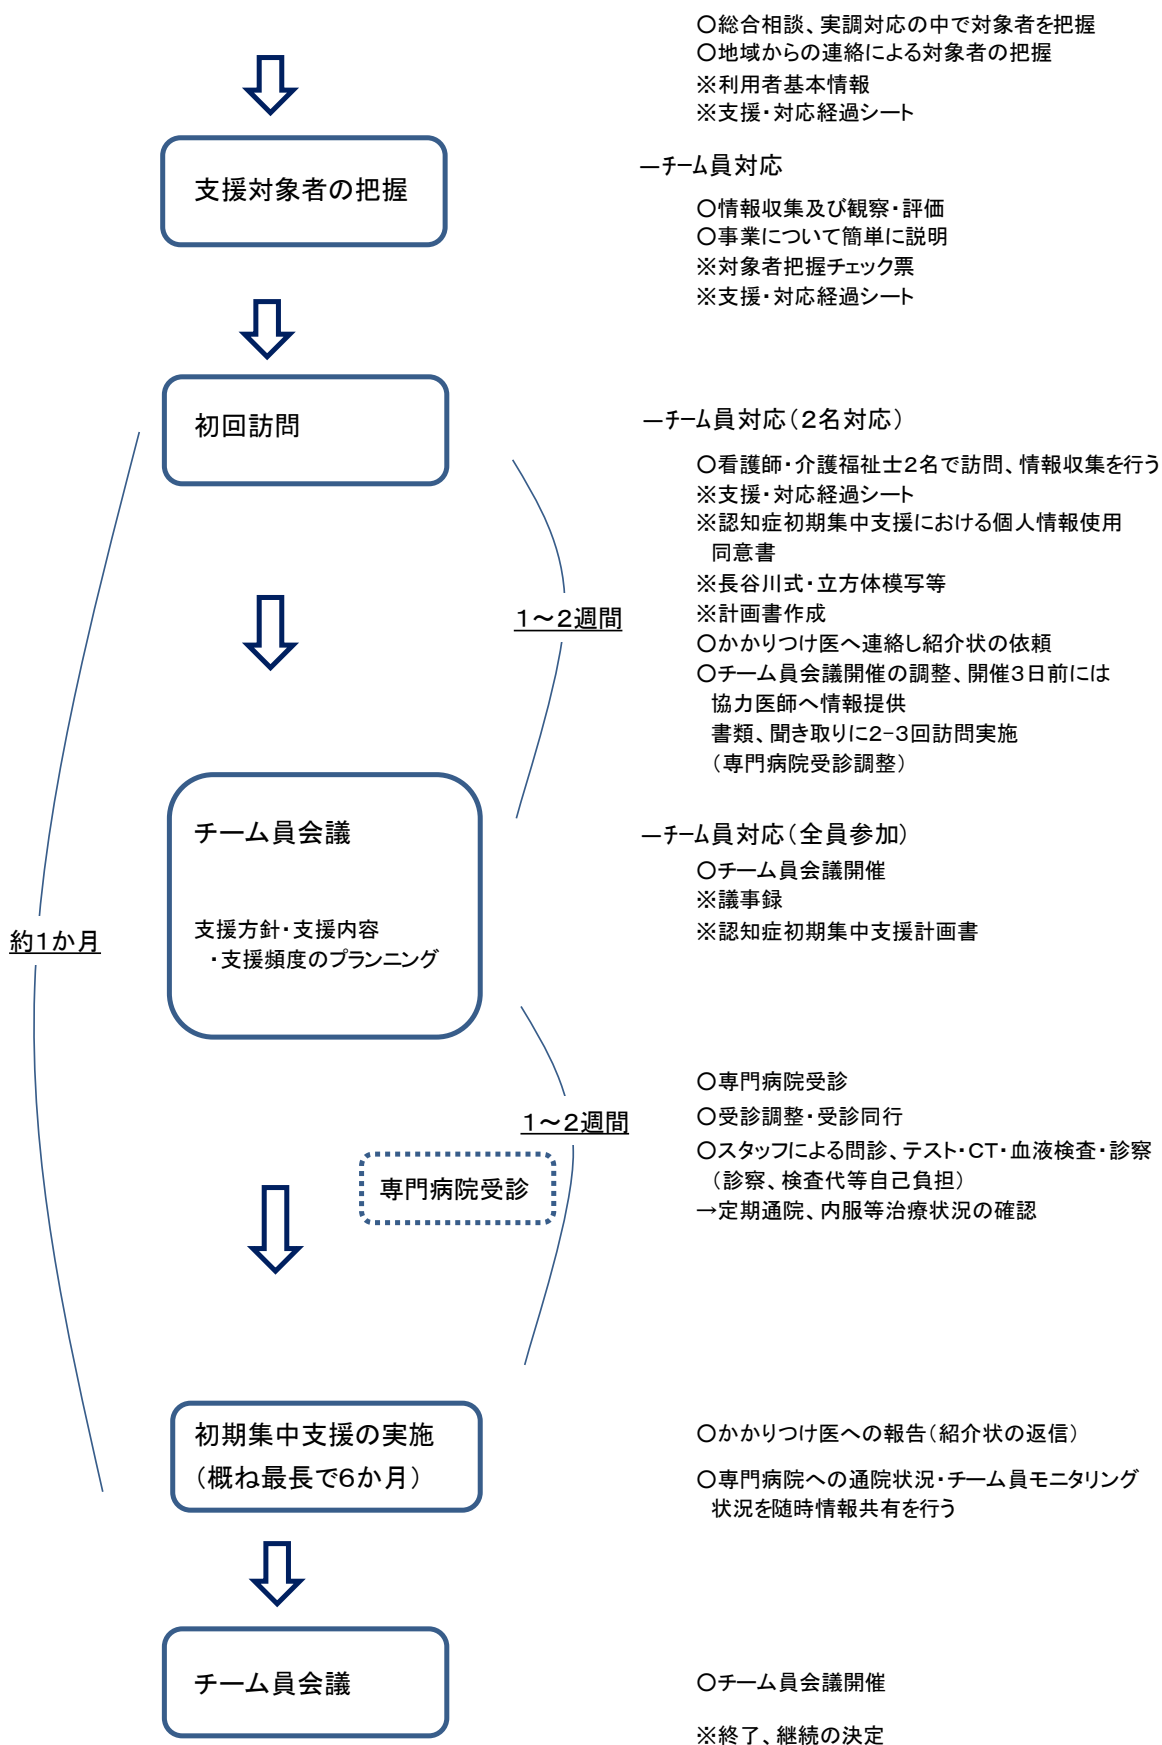 ○総合相談、実調対応の中で対象者を把握
○地域からの連絡による対象者の把握
※利用者基本情報
※支援・対応経過シート
支援対象者の把握
―チーム員対応
○情報収集及び観察・評価
○事業について簡単に説明
※対象者把握チェック票
※支援・対応経過シート
初回訪問
―チーム員対応（２名対応）
○看護師・介護福祉士２名で訪問、情報収集を行う
※支援・対応経過シート
※認知症初期集中支援における個人情報使用
同意書
※長谷川式・立方体模写等
※計画書作成
○かかりつけ医へ連絡し紹介状の依頼
○チーム員会議開催の調整、開催３日前には
協力医師へ情報提供
書類、聞き取りに２-３回訪問実施
（専門病院受診調整）
１～２週間
チーム員会議
支援方針・支援内容
・支援頻度のプランニング
―チーム員対応（全員参加）
○チーム員会議開催
※議事録
※認知症初期集中支援計画書
約１か月
○専門病院受診
○受診調整・受診同行
○スタッフによる問診、テスト・ＣＴ・血液検査・診察
（診察、検査代等自己負担）
→定期通院、内服等治療状況の確認
１～２週間
専門病院受診
初期集中支援の実施
（概ね最長で６か月）
○かかりつけ医への報告（紹介状の返信）
○専門病院への通院状況・チーム員モニタリング
状況を随時情報共有を行う
チーム員会議
○チーム員会議開催
※終了、継続の決定